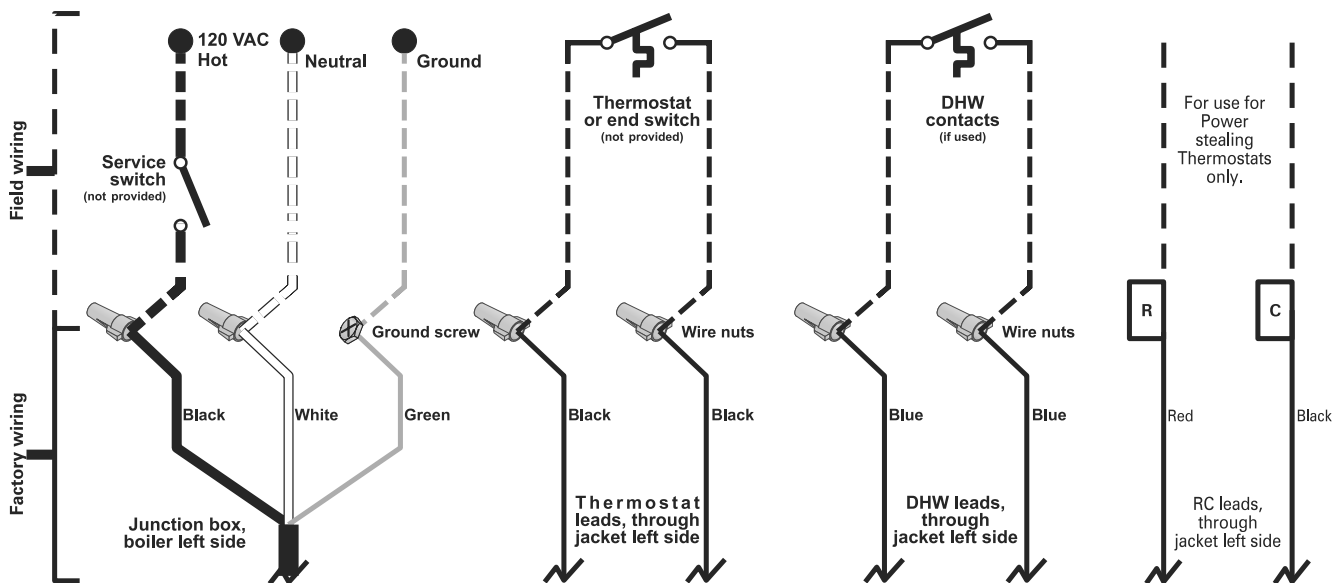 120 VAC
Hot
Neutral
Ground
Thermostat
or end switch
(not provided)
DHW
contacts
(if used)
For use for
Power
stealing
Thermostats
only.
Field wiring
Service
switch
(not provided)
R
C
Ground screw
Wire nuts
Wire nuts
Factory wiring
Black
White
Green
Black
Black
Blue
Blue
Red
Black
Junction box,
boiler left side
Thermostat
leads, through
jacket left side
DHW leads,
through
jacket left side
RC leads,
through
jacket left side